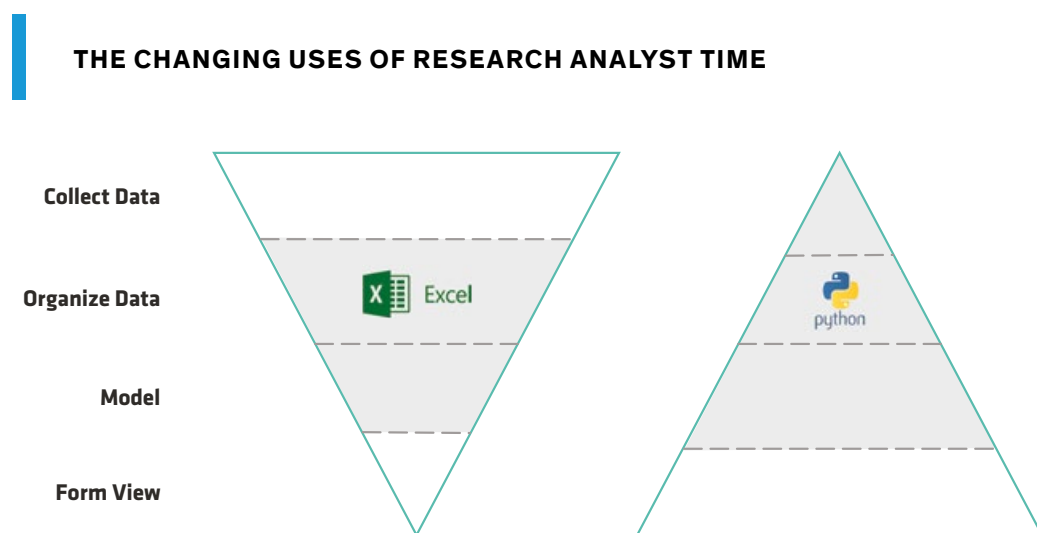 THE CHANGING USES OF RESEARCH ANALYST TIME
Collect Data
Organize Data
X Excel
python
Model
Form View